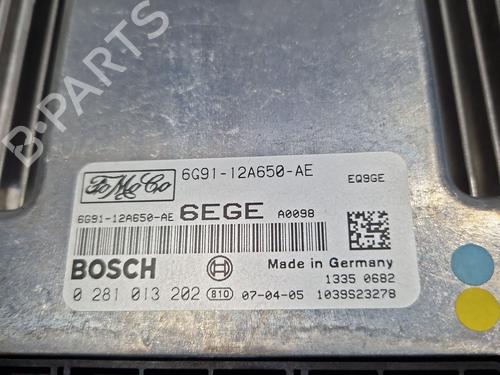 FoMoCo
6G91-12A650-AE
EQ9GE
6G91-12A650-AE 6EGE A0098
BOSCH
Made in Germany
1335 0682
0 281 013 202 810 07-04-05 1039S23278
B-PARTS